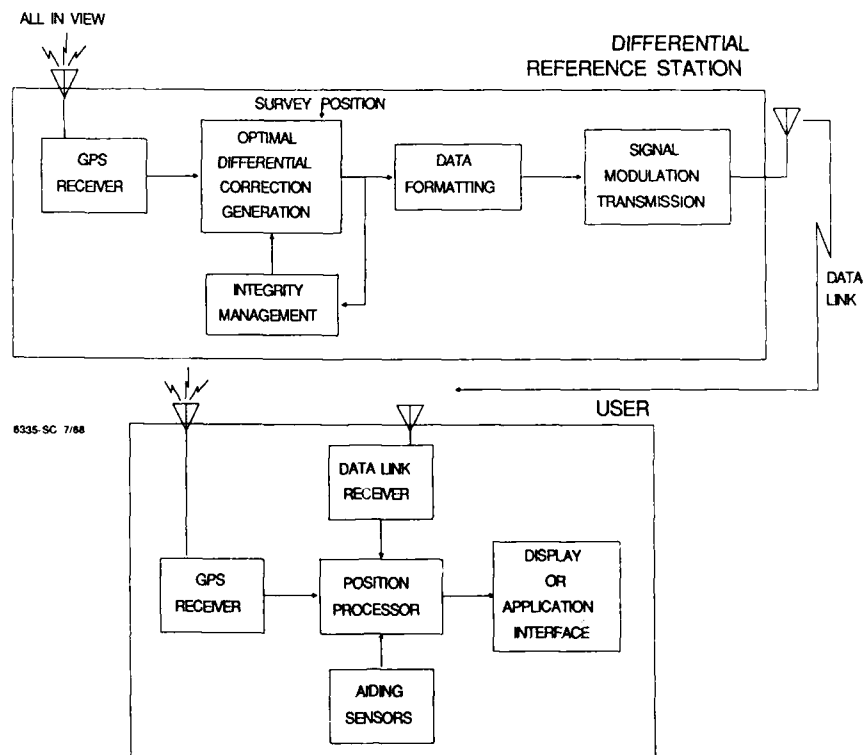 ALL IN VIEW
DIFFERENTIAL
REFERENCE STATION
SURVEY POSITION
GPS
RECEIVER
OPTIMAL
DIFFERENTIAL
CORRECTION
GENERATION
DATA
FORMATTING
SIGNAL
MODULATION
TRANSMISSION
INTEGRITY
MANAGEMENT
DATA
LINK
USER
6335-SC 7/88
DATA LINK
RECEIVER
GPS
RECEIVER
POSITION
PROCESSOR
DISPLAY
OR
APPLICATION
INTERFACE
AIDING
SENSORS